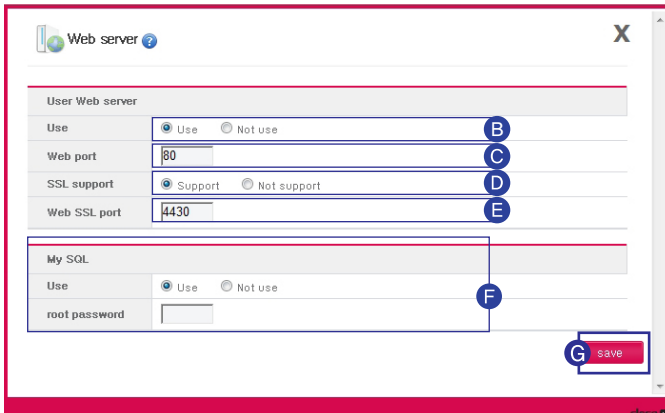 Web server ?
X
User Web server
Use Use Not use B
Web port 80 C
SSL support Support Not support D
Web SSL port 4430 E
My SQL
Use Use Not use
F
root password
G save